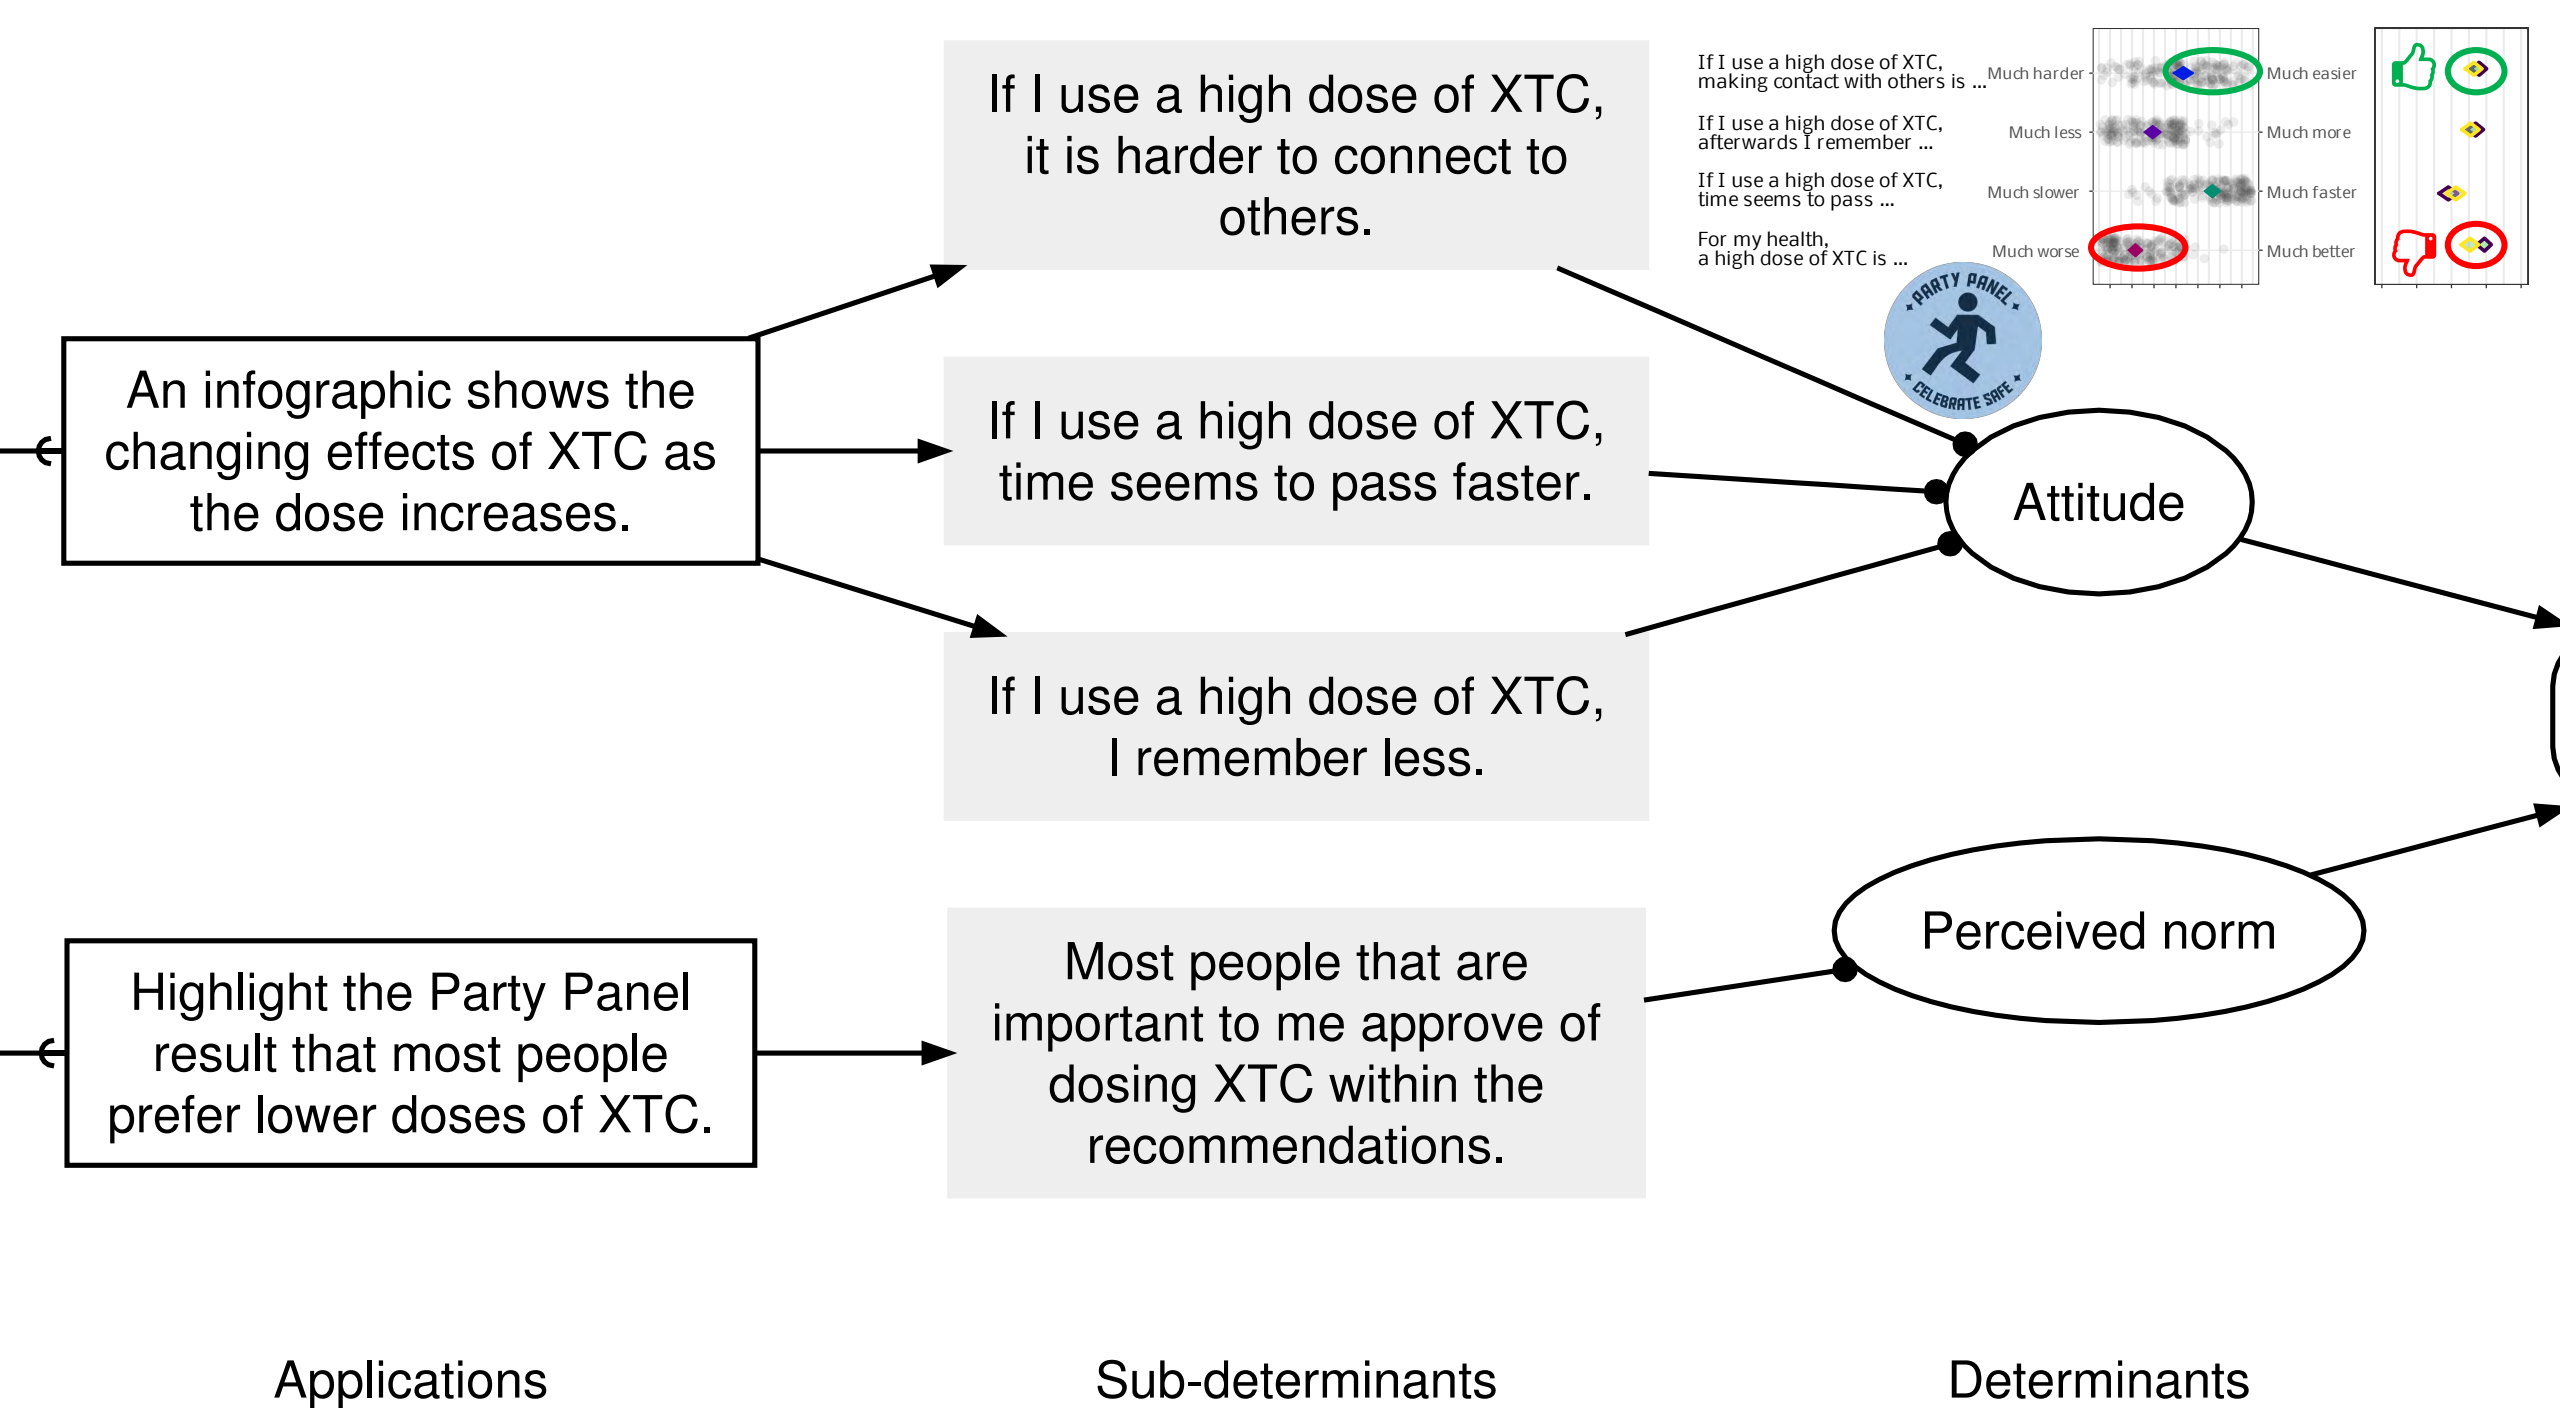 If I use a high dose of XTC,
it is harder to connect to
others.
If I use a high dose of XTC,
making contact with others is ...
Much harder
Much easier
If I use a high dose of XTC,
afterwards I remember ...
Much less
Much more
If I use a high dose of XTC,
time seems to pass ...
Much slower
Much faster
For my health,
a high dose of XTC is ...
Much worse
Much better
PARTY PANEL
CELEBRATE SAFE
An infographic shows the
changing effects of XTC as
the dose increases.
If I use a high dose of XTC,
time seems to pass faster.
Attitude
If I use a high dose of XTC,
I remember less.
Highlight the Party Panel
result that most people
prefer lower doses of XTC.
Most people that are
important to me approve of
dosing XTC within the
recommendations.
Perceived norm
Applications
Sub-determinants
Determinants